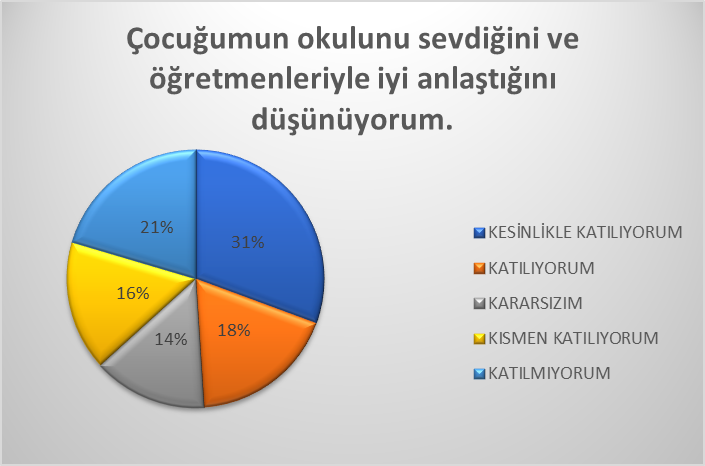 Çocuğumun okulunu sevdiğini ve
öğretmenleriyle iyi anlaştığını
düşünüyorum.
21%
31%
16%
14%
18%
KESİNLİKLE KATILIYORUM
KATILIYORUM
KARARSIZIM
KISMEN KATILIYORUM
KATILMIYORUM